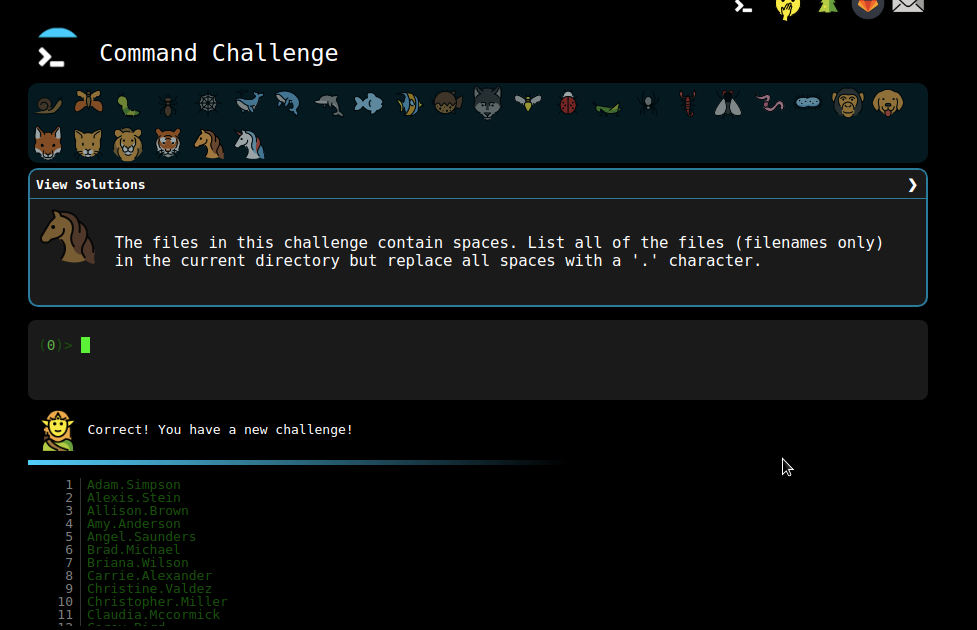 Command Challenge
View Solutions ❯
The files in this challenge contain spaces. List all of the files (filenames only)
in the current directory but replace all spaces with a '.' character.
(0)>
Correct! You have a new challenge!
1 Adam.Simpson
2 Alexis.Stein
3 Allison.Brown
4 Amy.Anderson
5 Angel.Saunders
6 Brad.Michael
7 Briana.Wilson
8 Carrie.Alexander
9 Christine.Valdez
10 Christopher.Miller
11 Claudia.Mccormick
12